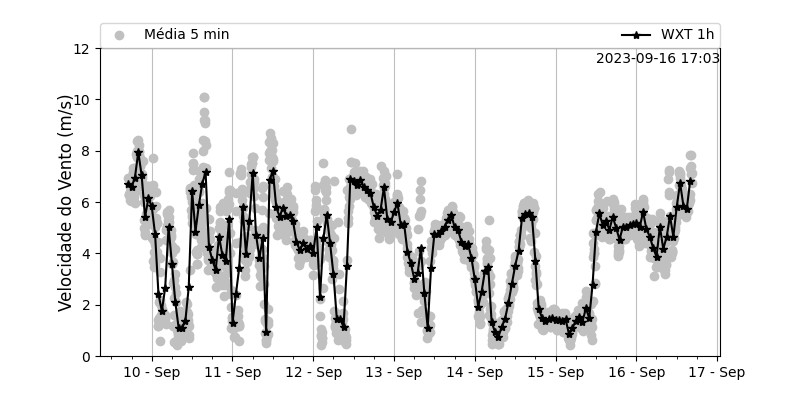 Média 5 min
WXT 1h
2023-09-16 17:03
Velocidade do Vento (m/s)
12
10
8
6
4
2
0
10 - Sep
11 - Sep
12 - Sep
13 - Sep
14 - Sep
15 - Sep
16 - Sep
17 - Sep